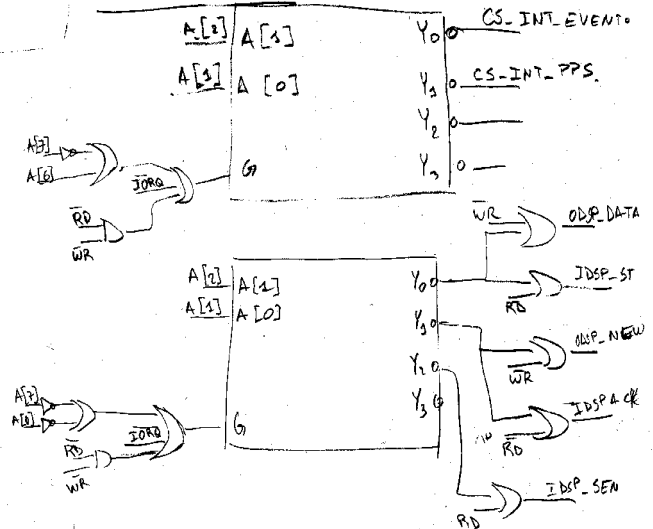 A[2] A[1] Y0 CS_INT_EVENTO
A[1] A[0] Y1 CS_INT_PPS
Y2
A[7] Y3
A[6] IORQ G
RD
WR
WR ODSP_DATA
A[2] A[1] Y0 IDSP_ST
A[1] A[0] RD
Y1 ODSP_NEW
Y2 WR
A[7] Y3 IDSPACK
A[6] IORQ G RD
RD
WR
IDSP_SEN
RD